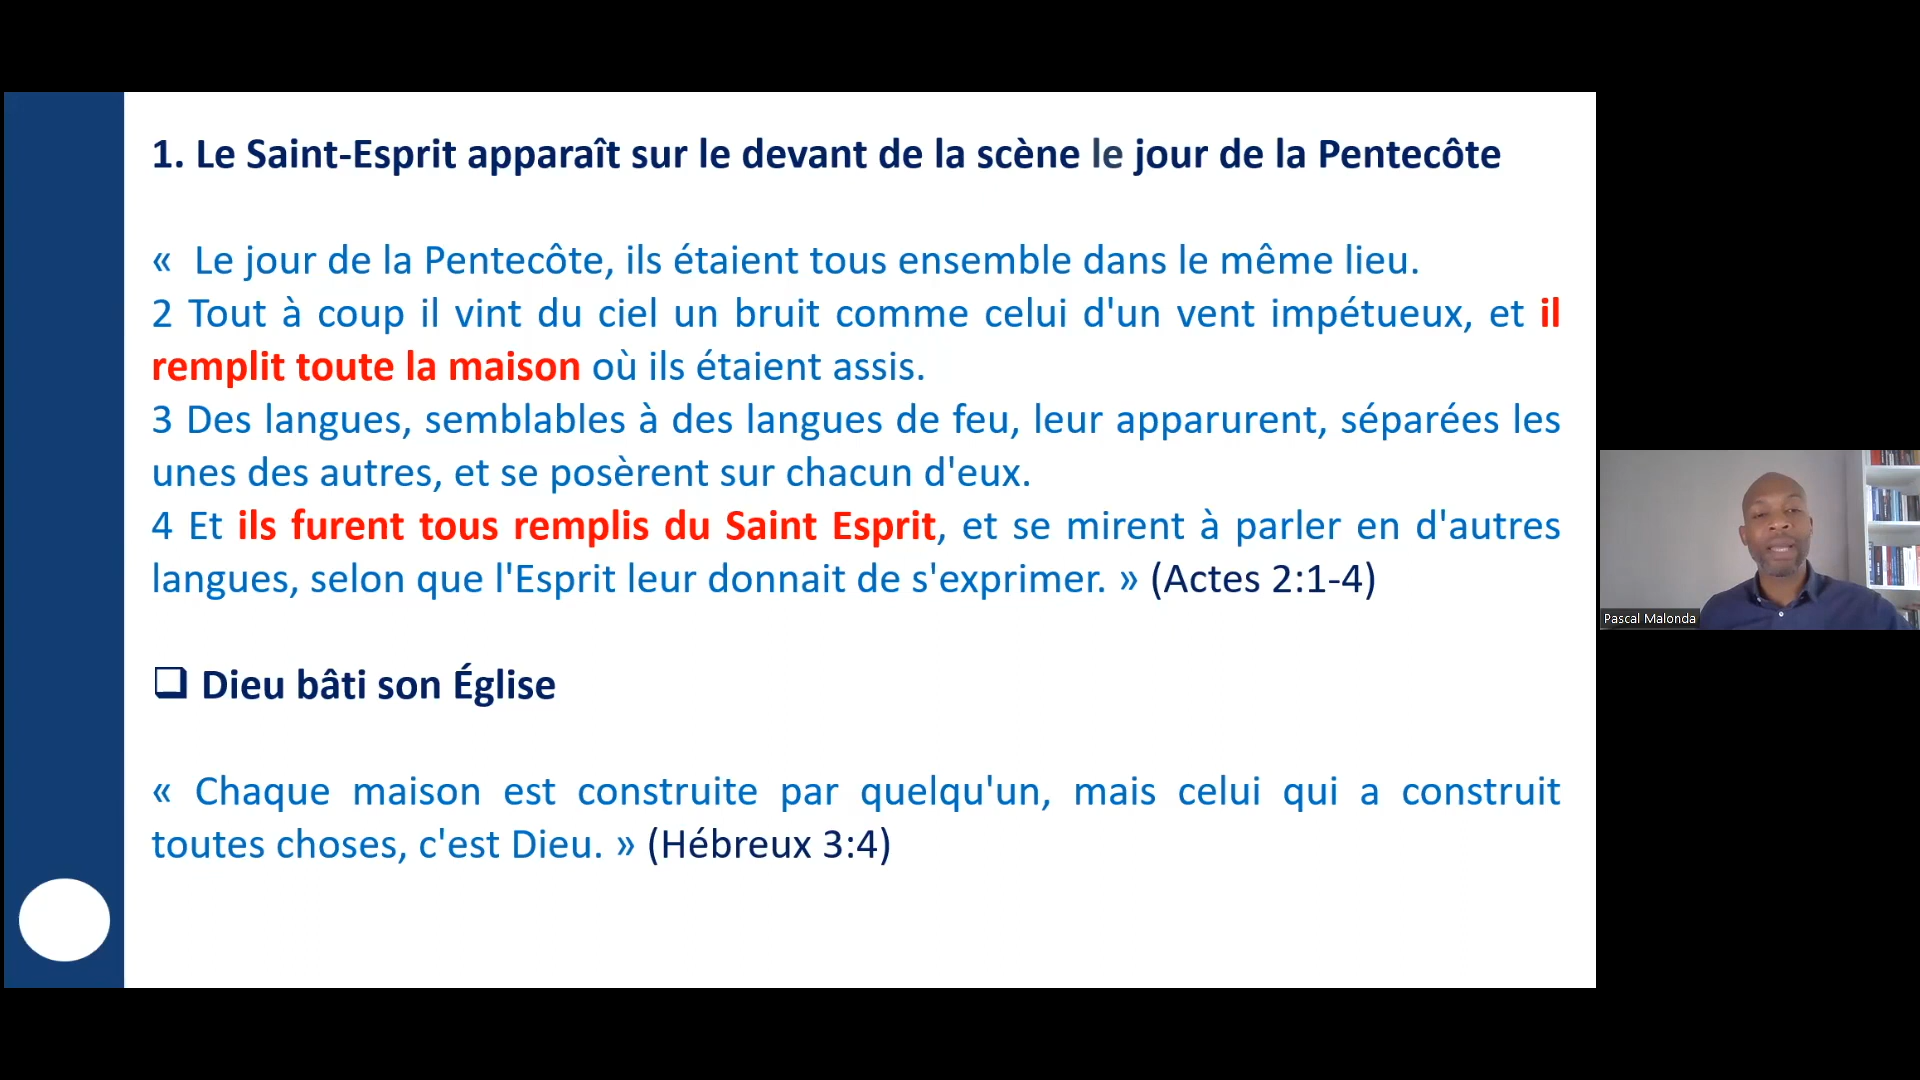 1. Le Saint-Esprit apparaît sur le devant de la scène le jour de la Pentecôte
« Le jour de la Pentecôte, ils étaient tous ensemble dans le même lieu.
2 Tout à coup il vint du ciel un bruit comme celui d'un vent impétueux, et il
remplit toute la maison où ils étaient assis.
3 Des langues, semblables à des langues de feu, leur apparurent, séparées les
unes des autres, et se posèrent sur chacun d'eux.
4 Et ils furent tous remplis du Saint Esprit, et se mirent à parler en d'autres
langues, selon que l'Esprit leur donnait de s'exprimer. » (Actes 2:1-4)
❑ Dieu bâti son Église
« Chaque maison est construite par quelqu'un, mais celui qui a construit
toutes choses, c'est Dieu. » (Hébreux 3:4)
Pascal Malonda